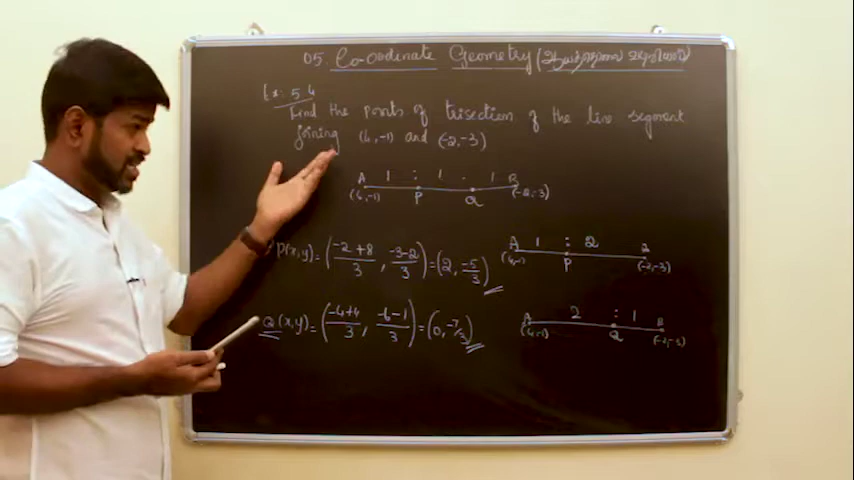 05. Co-ordinate Geometry
Ex: 5.4
Find the points of trisection of the line segment
joining (4,-1) and (-2,-3)
A 1 : 1 : 1 B
(4,-1) P Q (-2,-3)
P(x,y) = (-2+8/3, -3-2/3) = (2, -5/3)
A 1 : 2 B
(4,-1) P (-2,-3)
Q(x,y) = (-4+4/3, -6-1/3) = (0, -7/3)
A 2 : 1 B
(4,-1) Q (-2,-3)